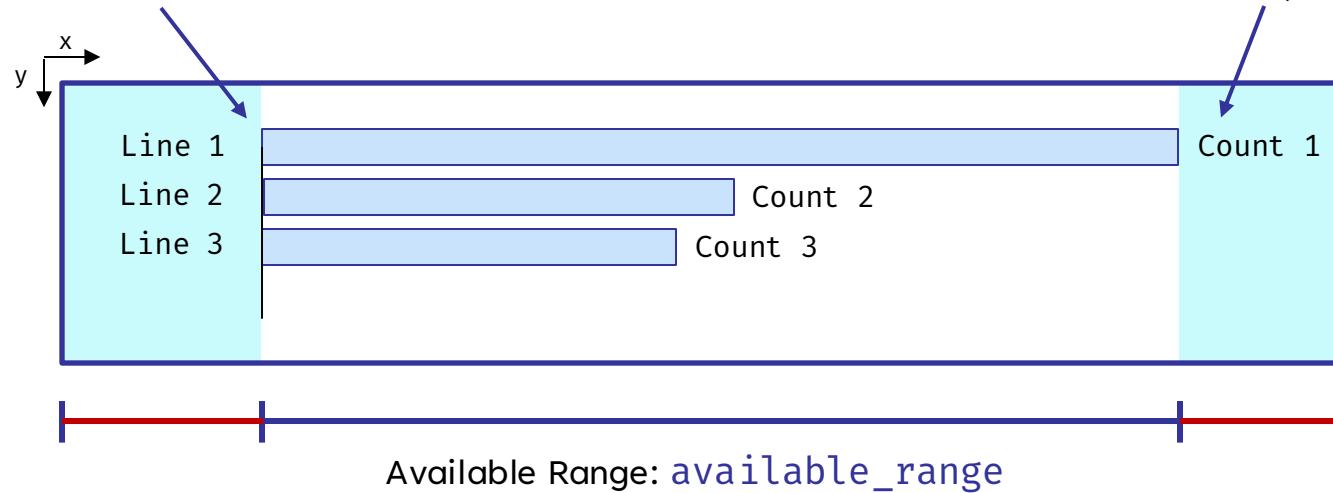 x
y
Line 1
Count 1
Line 2
Count 2
Line 3
Count 3
Available Range: available_range